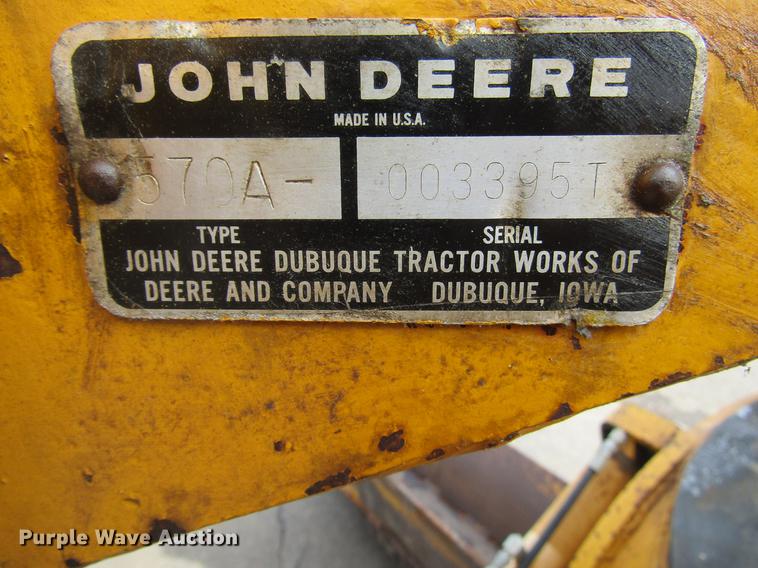 JOHN DEERE
MADE IN U.S.A.
570A- 003395T
TYPE SERIAL
JOHN DEERE DUBUQUE TRACTOR WORKS OF
DEERE AND COMPANY DUBUQUE, IOWA
Purple Wave Auction